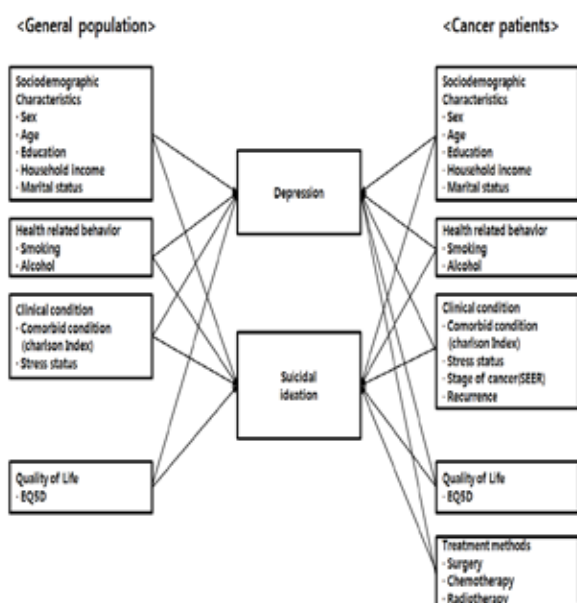 <General population>
Sociodemographic
Characteristics
- Sex
- Age
- Education
- Household income
- Marital status
Health related behavior
- Smoking
- Alcohol
Clinical condition
- Comorbid condition
(charlson Index)
- Stress status
Quality of Life
- EQ5D
Depression
Suicidal
ideation
<Cancer patients>
Sociodemographic
Characteristics
- Sex
- Age
- Education
- Household income
- Marital status
Health related behavior
- Smoking
- Alcohol
Clinical condition
- Comorbid condition
(charlson Index)
- Stress status
- Stage of cancer(SEER)
- Recurrence
Quality of Life
- EQ5D
Treatment methods
- Surgery
- Chemotherapy
- Radiotherapy